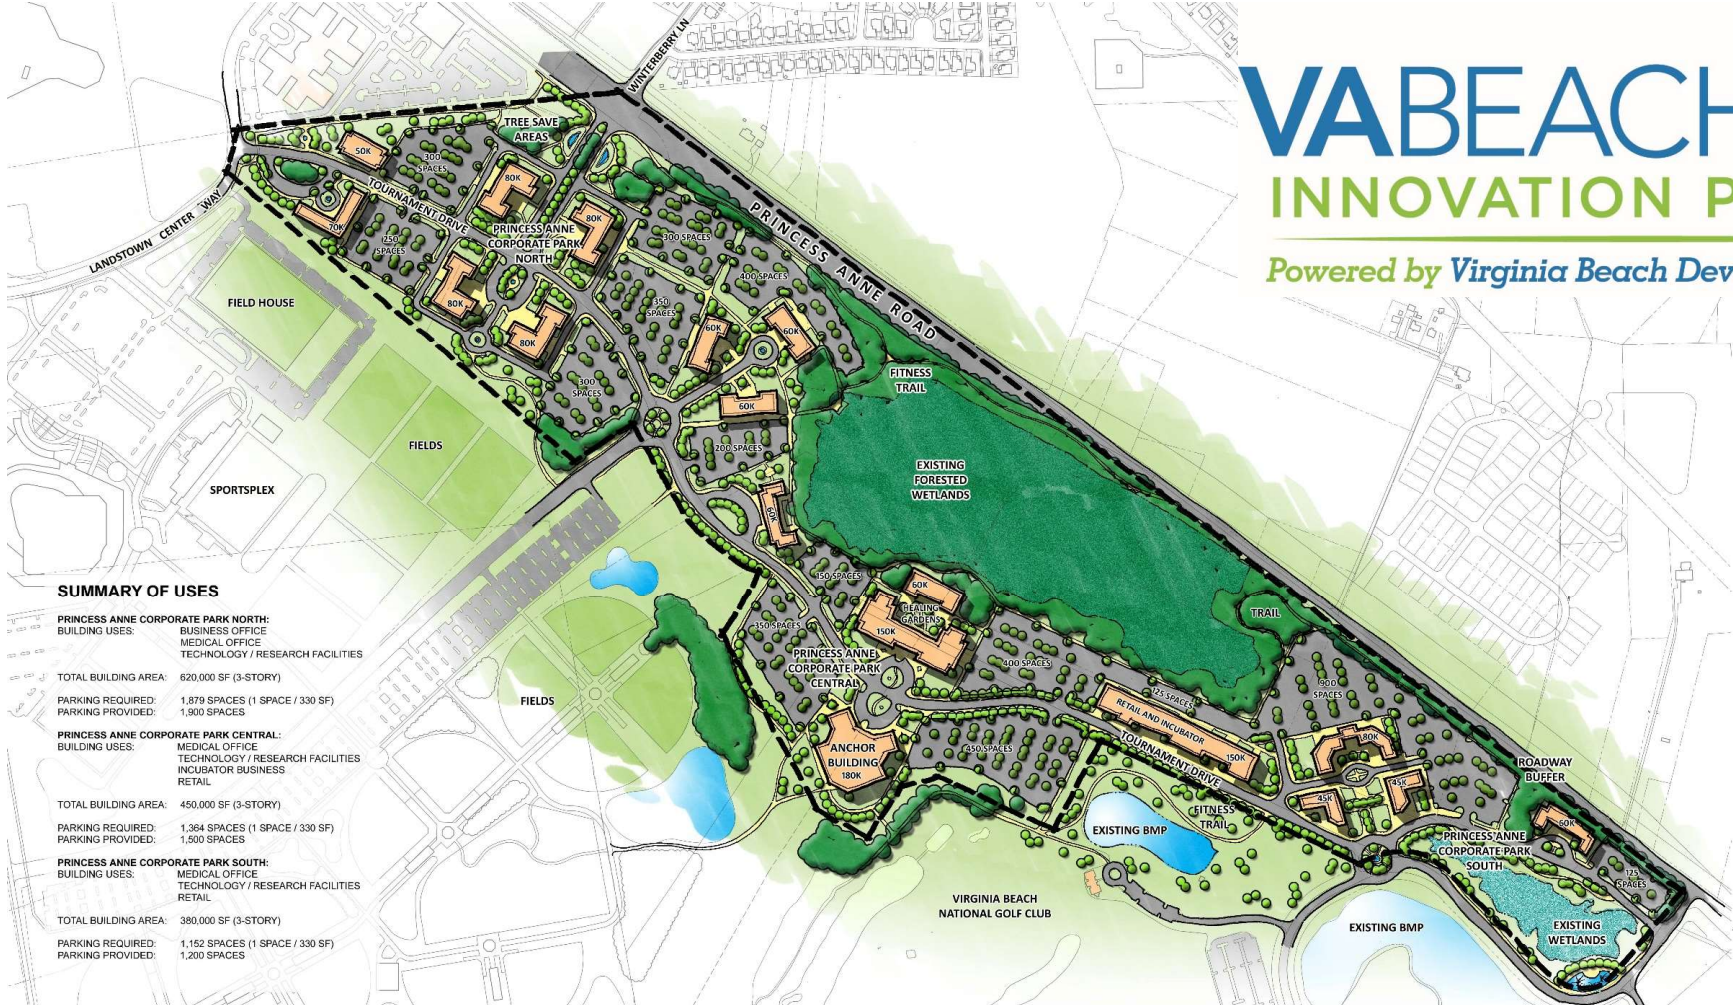 WINTERBERRY LN
VABEACH
INNOVATION P
Powered by Virginia Beach Dev
TREE SAVE
AREAS
50K
300
SPACES
80K
LANDSTOWN CENTER WAY
TOURNAMENT DRIVE
70K
250
SPACES
80K
PRINCESS ANNE
CORPORATE PARK
NORTH
PRINCESS ANNE ROAD
300 SPACES
400 SPACES
FIELD HOUSE
80K
350
SPACES
60K
60K
80K
300
SPACES
FITNESS
TRAIL
60K
FIELDS
200 SPACES
EXISTING
FORESTED
WETLANDS
SPORTSPLEX
60K
150 SPACES
60K
HEALING
GARDENS
150K
350 SPACES
TRAIL
PRINCESS ANNE
CORPORATE PARK
CENTRAL
400 SPACES
900
SPACES
125 SPACES
RETAIL AND INCUBATOR
150K
FIELDS
ANCHOR
BUILDING
180K
450 SPACES
TOURNAMENT DRIVE
80K
45K
45K
ROADWAY
BUFFER
60K
FITNESS
TRAIL
EXISTING BMP
PRINCESS ANNE
CORPORATE PARK
SOUTH
125
SPACES
VIRGINIA BEACH
NATIONAL GOLF CLUB
EXISTING BMP
EXISTING
WETLANDS
SUMMARY OF USES
PRINCESS ANNE CORPORATE PARK NORTH:
BUILDING USES: BUSINESS OFFICE
MEDICAL OFFICE
TECHNOLOGY / RESEARCH FACILITIES
TOTAL BUILDING AREA: 620,000 SF (3-STORY)
PARKING REQUIRED: 1,879 SPACES (1 SPACE / 330 SF)
PARKING PROVIDED: 1,900 SPACES
PRINCESS ANNE CORPORATE PARK CENTRAL:
BUILDING USES: MEDICAL OFFICE
TECHNOLOGY / RESEARCH FACILITIES
INCUBATOR BUSINESS
RETAIL
TOTAL BUILDING AREA: 450,000 SF (3-STORY)
PARKING REQUIRED: 1,364 SPACES (1 SPACE / 330 SF)
PARKING PROVIDED: 1,500 SPACES
PRINCESS ANNE CORPORATE PARK SOUTH:
BUILDING USES: MEDICAL OFFICE
TECHNOLOGY / RESEARCH FACILITIES
RETAIL
TOTAL BUILDING AREA: 380,000 SF (3-STORY)
PARKING REQUIRED: 1,152 SPACES (1 SPACE / 330 SF)
PARKING PROVIDED: 1,200 SPACES